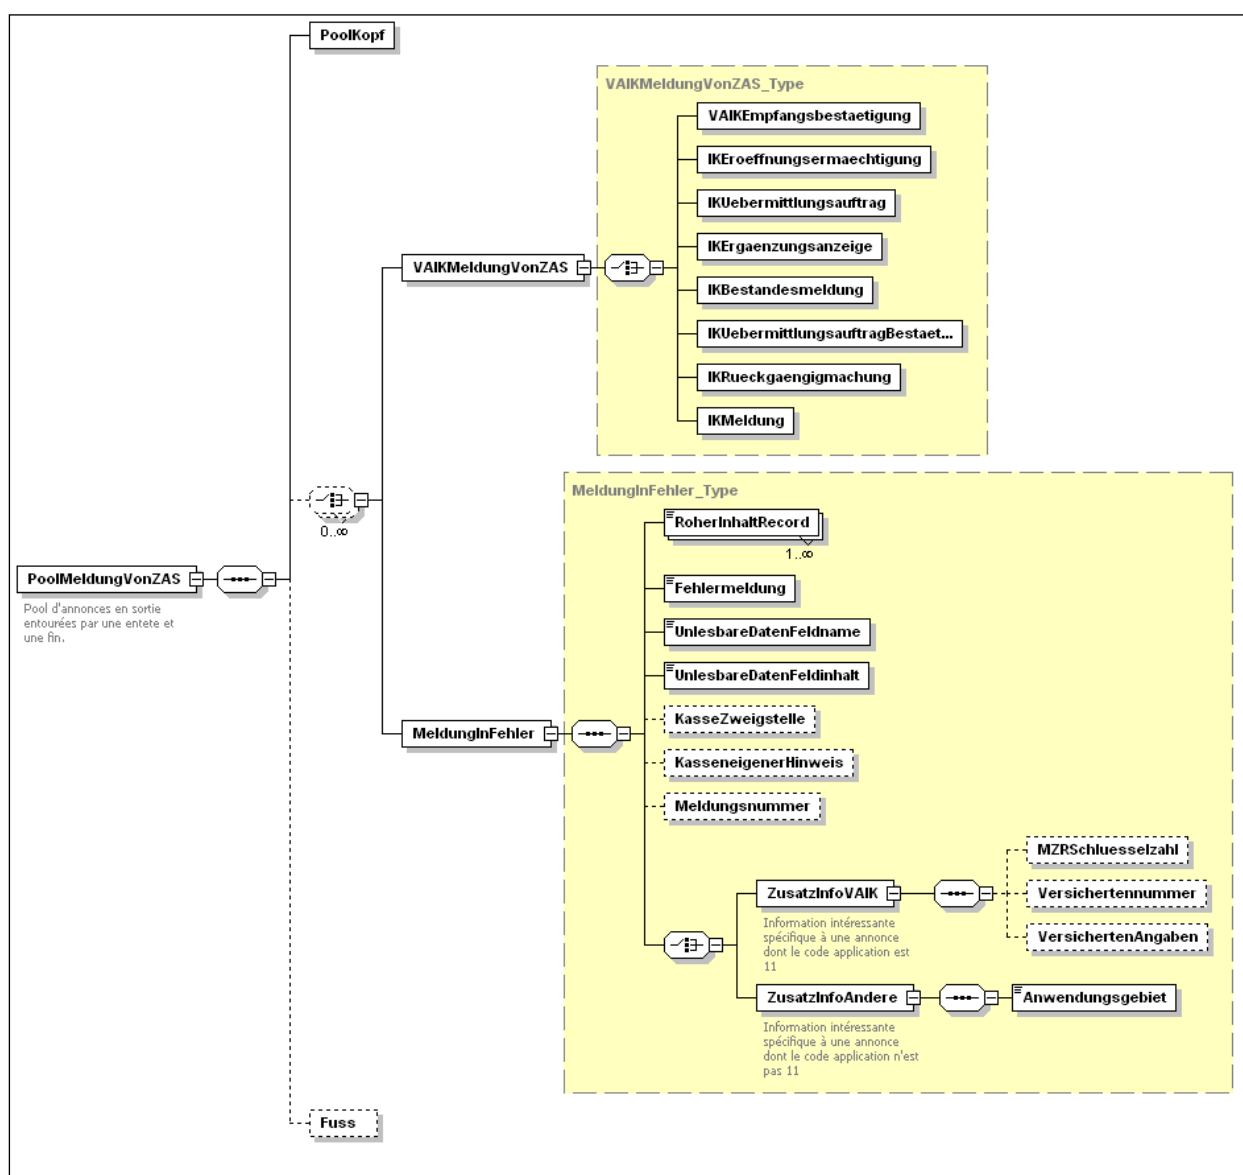 PoolKopf
VAIKMeldungVonZAS_Type
VAIKEmpfangsbestaetigung
IKEroeffnungsermaechtigung
IKUebermittlungsauftrag
IKErgaenzungsanzeige
VAIKMeldungVonZAS
IKBestandesmeldung
IKUebermittlungsauftragBestaet...
IKRueckgaengigmachung
IKMeldung
MeldungInFehler_Type
0..∞
RoherInhaltRecord
1..∞
PoolMeldungVonZAS
Pool d'annonces en sortie
entourées par une entete et
une fin.
Fehlermeldung
UnlesbareDatenFeldname
UnlesbareDatenFeldinhalt
KasseZweigstelle
MeldungInFehler
KasseneigenerHinweis
Meldungsnummer
MZRSchluesselzahl
ZusatzInfoVAIK
Versichertennummer
Information intéressante
spécifique à une annonce
dont le code application est
11
VersichertenAngaben
ZusatzInfoAndere
Anwendungsgebiet
Information intéressante
spécifique à une annonce
dont le code application n'est
pas 11
Fuss